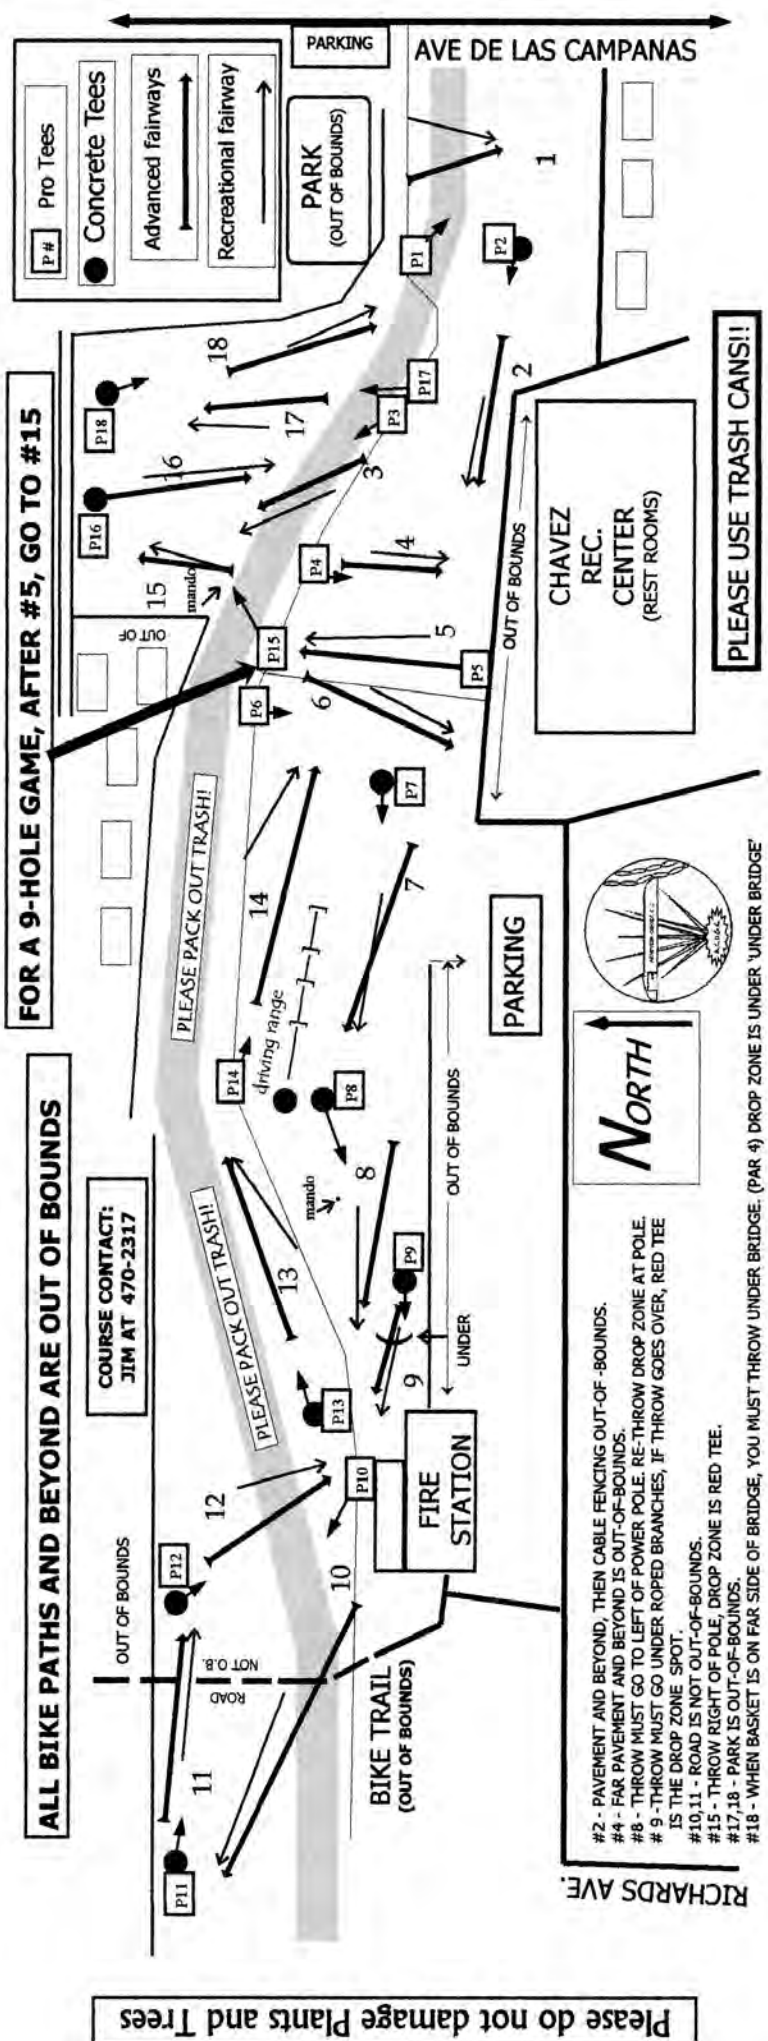 Please do not damage Plants and Trees
ALL BIKE PATHS AND BEYOND ARE OUT OF BOUNDS
FOR A 9-HOLE GAME, AFTER #5, GO TO #15
P# Pro Tees
Concrete Tees
Advanced fairways
Recreational fairway
COURSE CONTACT:
JIM AT 470-2317
PARKING
AVE DE LAS CAMPANAS
PARK
(OUT OF BOUNDS)
OUT OF BOUNDS
OUT OF
ROAD
NOT O.B.
PLEASE PACK OUT TRASH!
PLEASE PACK OUT TRASH!
P11
11
P12
12
P10
10
P13
13
P14
14
driving range
mando
P8
8
P9
9
UNDER
OUT OF BOUNDS
P7
7
P6
6
P15
15
mando
P5
5
P4
4
P16
16
P3
3
P17
17
P18
18
P1
1
P2
2
BIKE TRAIL
(OUT OF BOUNDS)
FIRE
STATION
PARKING
OUT OF BOUNDS
CHAVEZ
REC.
CENTER
(REST ROOMS)
RICHARDS AVE.
NORTH
PLEASE USE TRASH CANS!!
#2 - PAVEMENT AND BEYOND, THEN CABLE FENCING OUT-OF-BOUNDS.
#4 - FAR PAVEMENT AND BEYOND IS OUT-OF-BOUNDS.
#8 - THROW MUST GO TO LEFT OF POWER POLE. RE-THROW DROP ZONE AT POLE.
# 9 -THROW MUST GO UNDER ROPED BRANCHES, IF THROW GOES OVER, RED TEE
IS THE DROP ZONE SPOT.
#10,11 - ROAD IS NOT OUT-OF-BOUNDS.
#15 - THROW RIGHT OF POLE, DROP ZONE IS RED TEE.
#17,18 - PARK IS OUT-OF-BOUNDS.
#18 - WHEN BASKET IS ON FAR SIDE OF BRIDGE, YOU MUST THROW UNDER BRIDGE. (PAR 4) DROP ZONE IS UNDER 'UNDER BRIDGE'